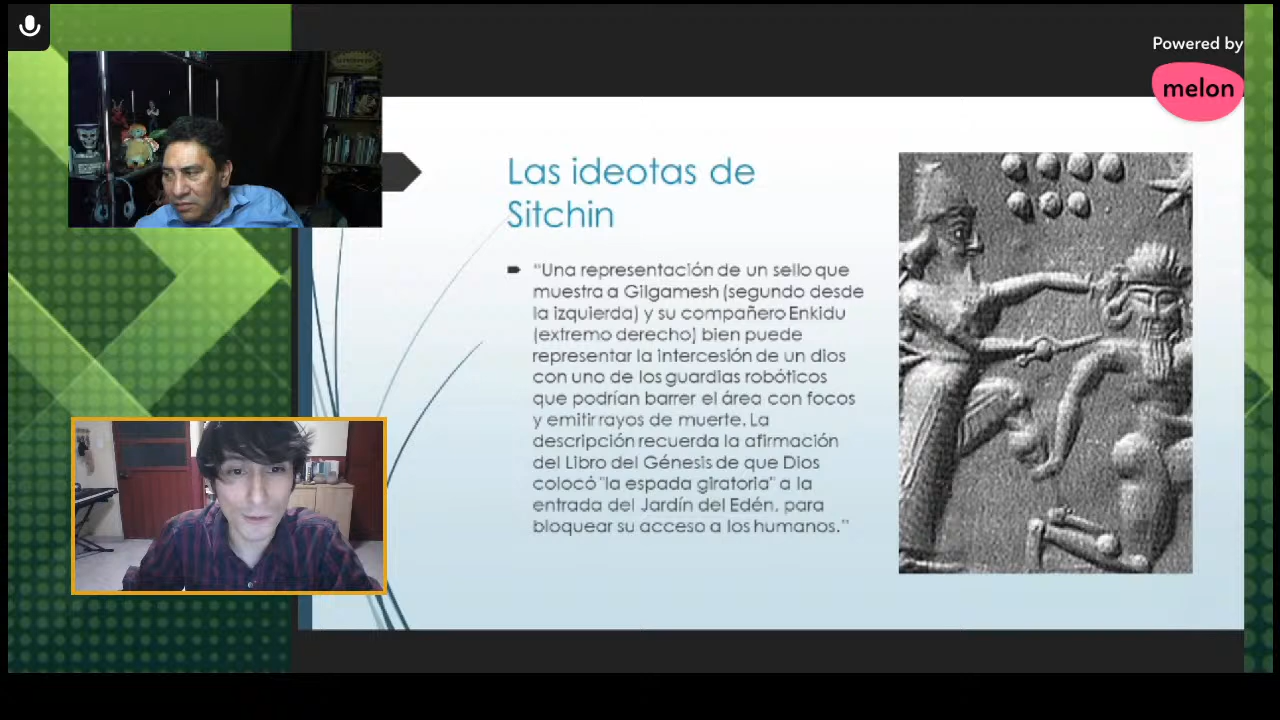 Powered by
melon
Las ideotas de
Sitchin
“Una representación de un sello que
muestra a Gilgamesh (segundo desde
la izquierda) y su compañero Enkidu
(extremo derecho) bien puede
representar la intercesión de un dios
con uno de los guardias robóticos
que podrían barrer el área con focos
y emitir rayos de muerte. La
descripción recuerda la afirmación
del Libro del Génesis de que Dios
colocó "la espada giratoria" a la
entrada del Jardín del Edén, para
bloquear su acceso a los humanos.”